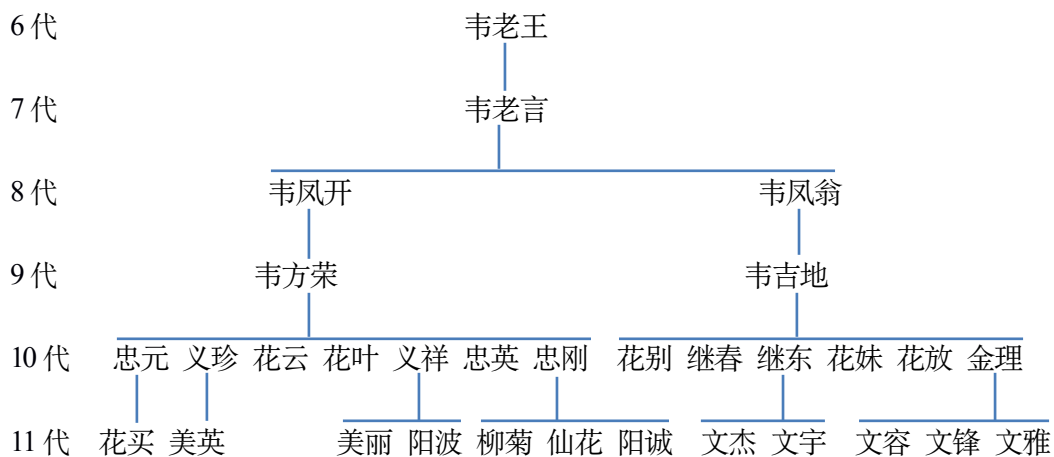 6代 韦老王
7代 韦老言
8代 韦凤开 韦凤翁
9代 韦方荣 韦吉地
10代 忠元 义珍 花云 花叶 义祥 忠英 忠刚 花别 继春 继东 花妹 花放 金理
11代 花买 美英 美丽 阳波 柳菊 仙花 阳诚 文杰 文宇 文容 文锋 文雅